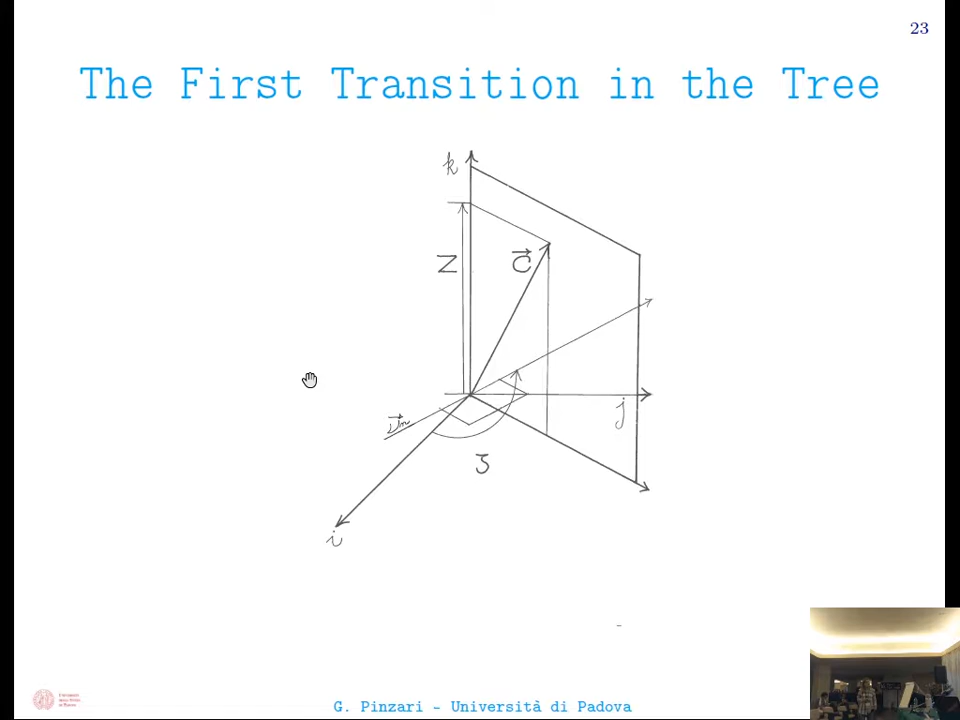 23
The First Transition in the Tree
k
Z
C
j
ζ
i
G. Pinzari - Università di Padova